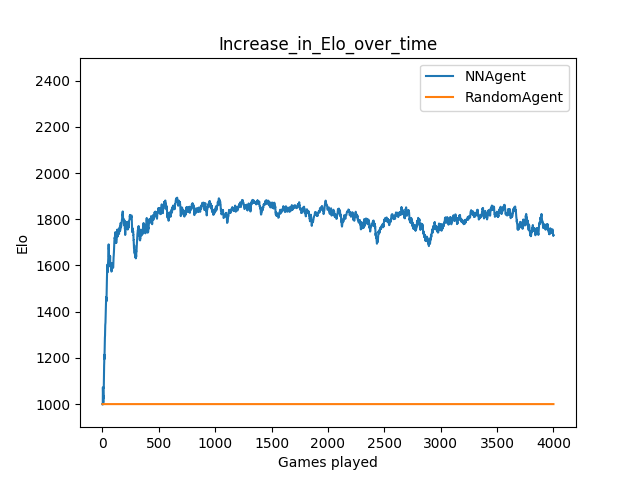 Increase_in_Elo_over_time
NNAgent
RandomAgent
2400
2200
2000
1800
1600
1400
1200
1000
Elo
0 500 1000 1500 2000 2500 3000 3500 4000
Games played